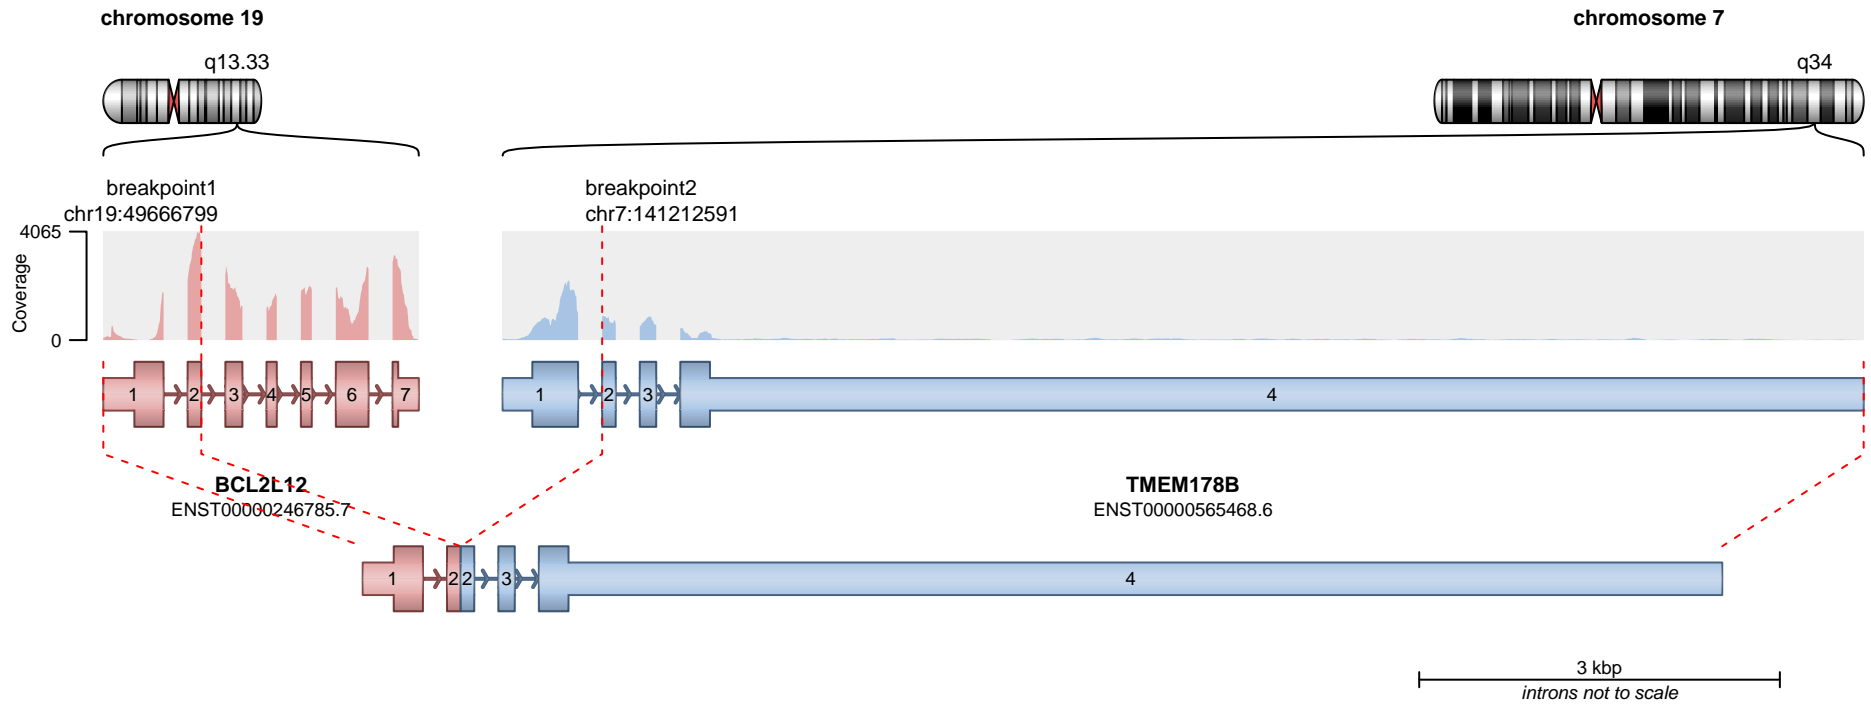 chromosome 19
chromosome 7
q13.33
q34
breakpoint1
chr19:49666799
breakpoint2
chr7:141212591
4065
Coverage
0
1 2 3 4 5 6 7
1 2 3 4
BCL2L12
ENST00000246785.7
TMEM178B
ENST00000565468.6
1 2 2 3 4
3 kbp
introns not to scale